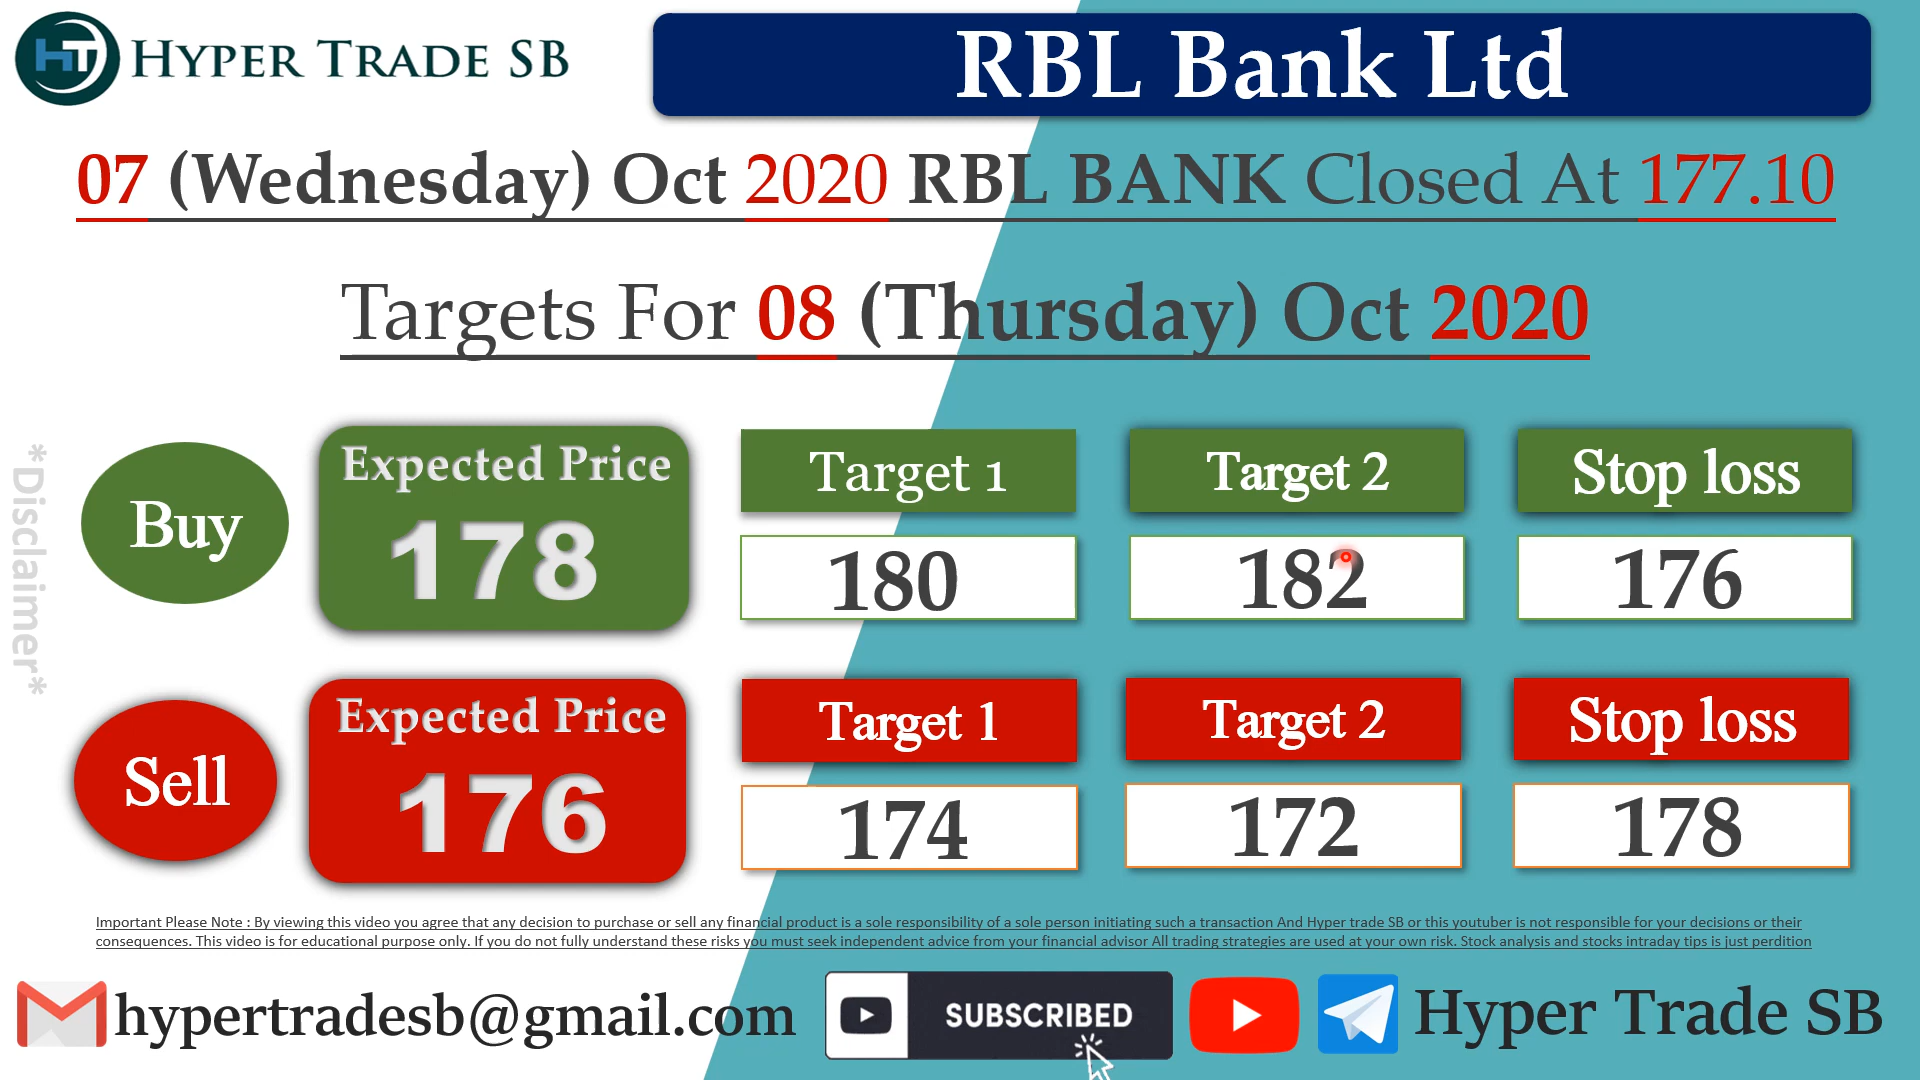 HT HYPER TRADE SB
RBL Bank Ltd
07 (Wednesday) Oct 2020 RBL BANK Closed At 177.10
Targets For 08 (Thursday) Oct 2020
*Disclaimer*
Buy
Expected Price
178
Target 1
Target 2
Stop loss
180
182
176
Sell
Expected Price
176
Target 1
Target 2
Stop loss
174
172
178
Important Please Note : By viewing this video you agree that any decision to purchase or sell any financial product is a sole responsibility of a sole person initiating such a transaction And Hyper trade SB or this youtuber is not responsible for your decisions or their
consequences. This video is for educational purpose only. If you do not fully understand these risks you must seek independent advice from your financial advisor All trading strategies are used at your own risk. Stock analysis and stocks intraday tips is just perdition
hypertradesb@gmail.com
SUBSCRIBED
Hyper Trade SB